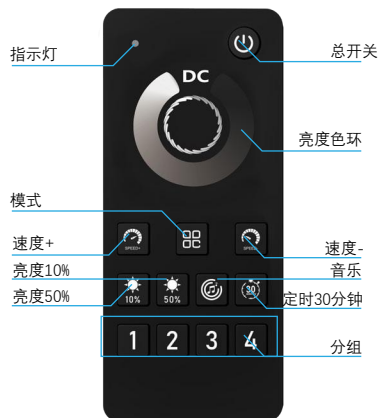 指示灯
总开关
DC
亮度色环
模式
速度+
SPEED+
SPEED-
速度-
亮度10%
音乐
亮度50%
10%
50%
30
定时30分钟
1 2 3 4
分组